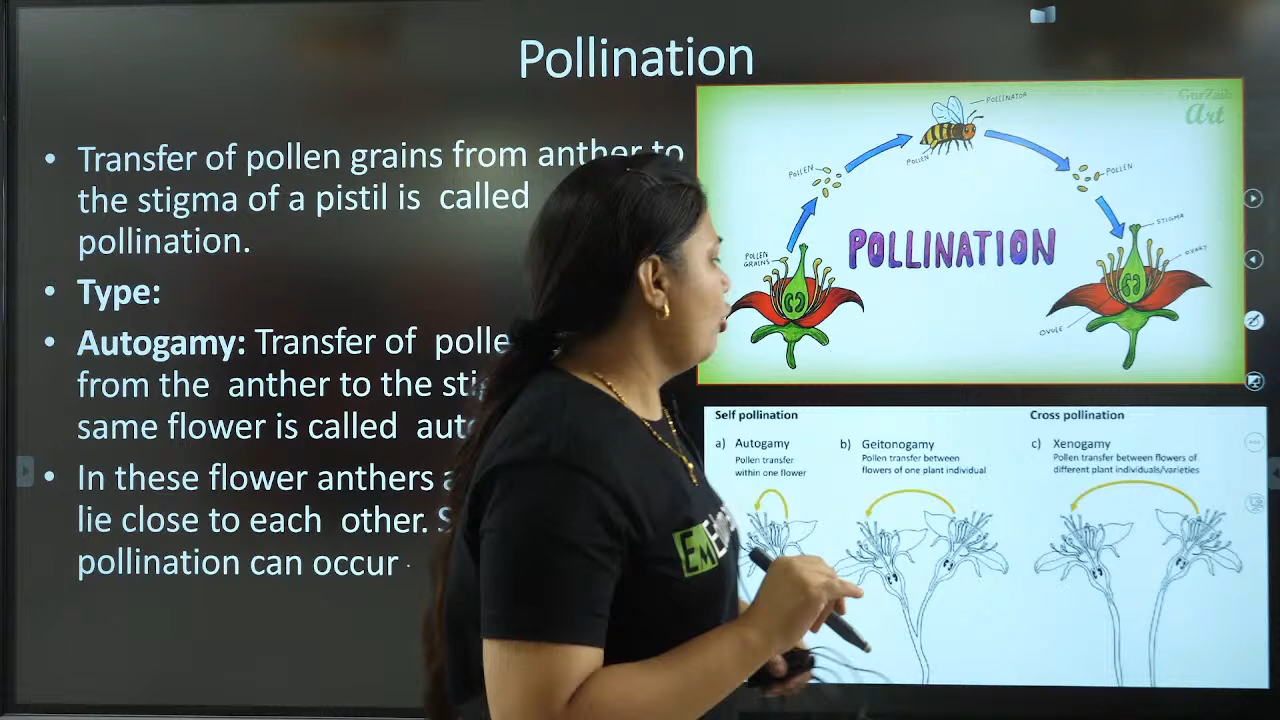 Pollination
Transfer of pollen grains from anther to
the stigma of a pistil is called
pollination.
Type:
Autogamy: Transfer of
from the anther to the
same flower is called
In these flower anthers
lie close to each other.
pollination can occur
GurZaib
Art
POLLINATOR
POLLEN
POLLEN
POLLEN
POLLEN
GRAINS
STIGMA
OVARY
OVULE
POLLINATION
Self pollination
Cross pollination
a) Autogamy
Pollen transfer
within one flower
b) Geitonogamy
Pollen transfer between
flowers of one plant individual
c) Xenogamy
Pollen transfer between flowers of
different plant individuals/varieties
EM